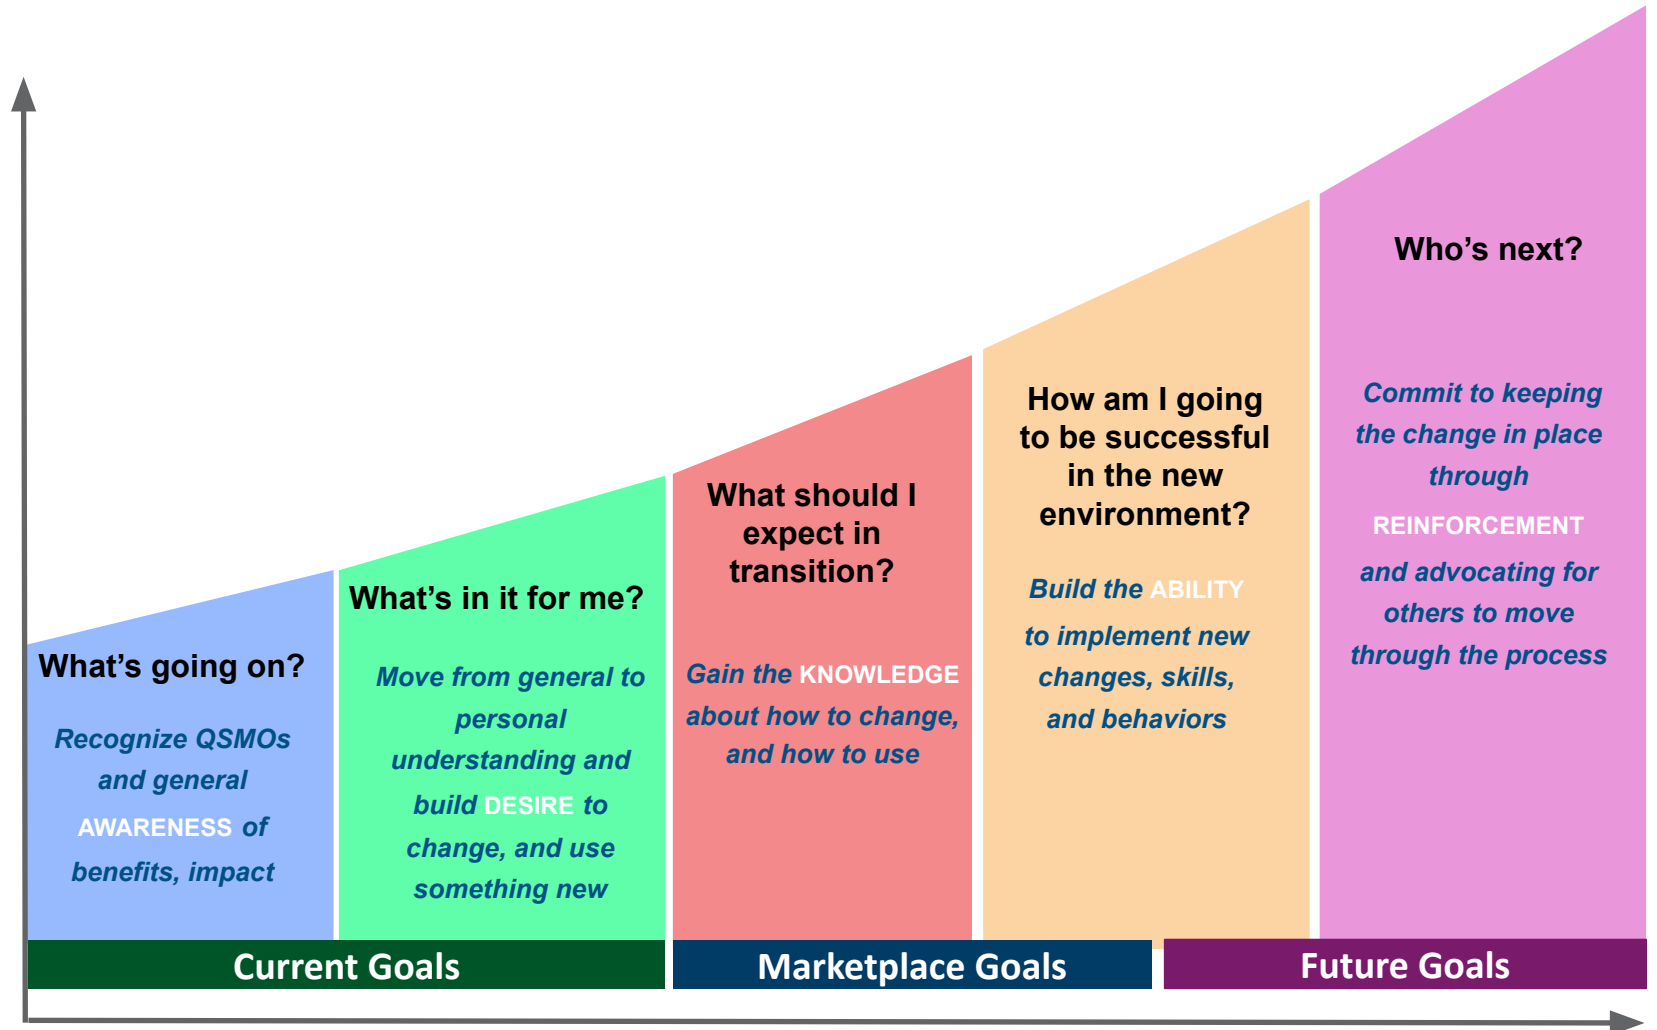 What's going on?
Recognize QSMOs
and general
AWARENESS of
benefits, impact
What's in it for me?
Move from general to
personal
understanding and
build DESIRE to
change, and use
something new
What should I
expect in
transition?
Gain the KNOWLEDGE
about how to change,
and how to use
How am I going
to be successful
in the new
environment?
Build the ABILITY
to implement new
changes, skills,
and behaviors
Who's next?
Commit to keeping
the change in place
through
REINFORCEMENT
and advocating for
others to move
through the process
Current Goals
Marketplace Goals
Future Goals